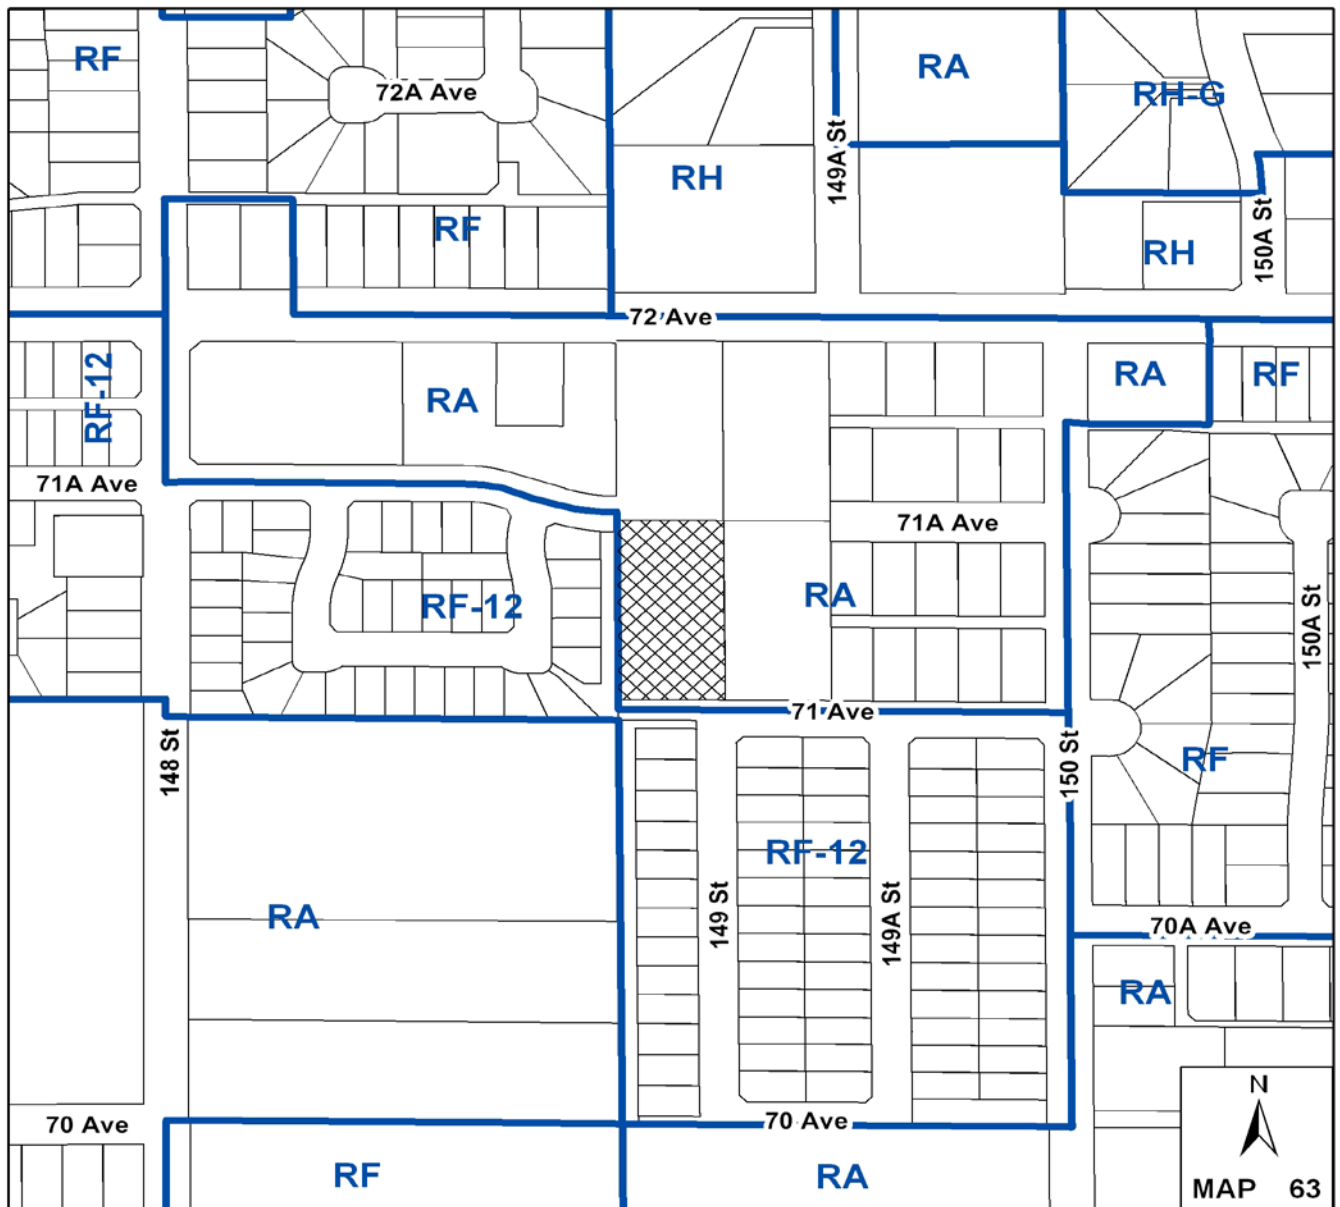 RF
RA
72A Ave
RH-G
149A St
RH
RF
150A St
RH
72 Ave
RF-12
RA
RA
RF
71A Ave
71A Ave
RF-12
RA
150A St
71 Ave
148 St
150 St
RF
RF-12
149 St
149A St
RA
70A Ave
RA
N
70 Ave
70 Ave
RF
RA
MAP 63